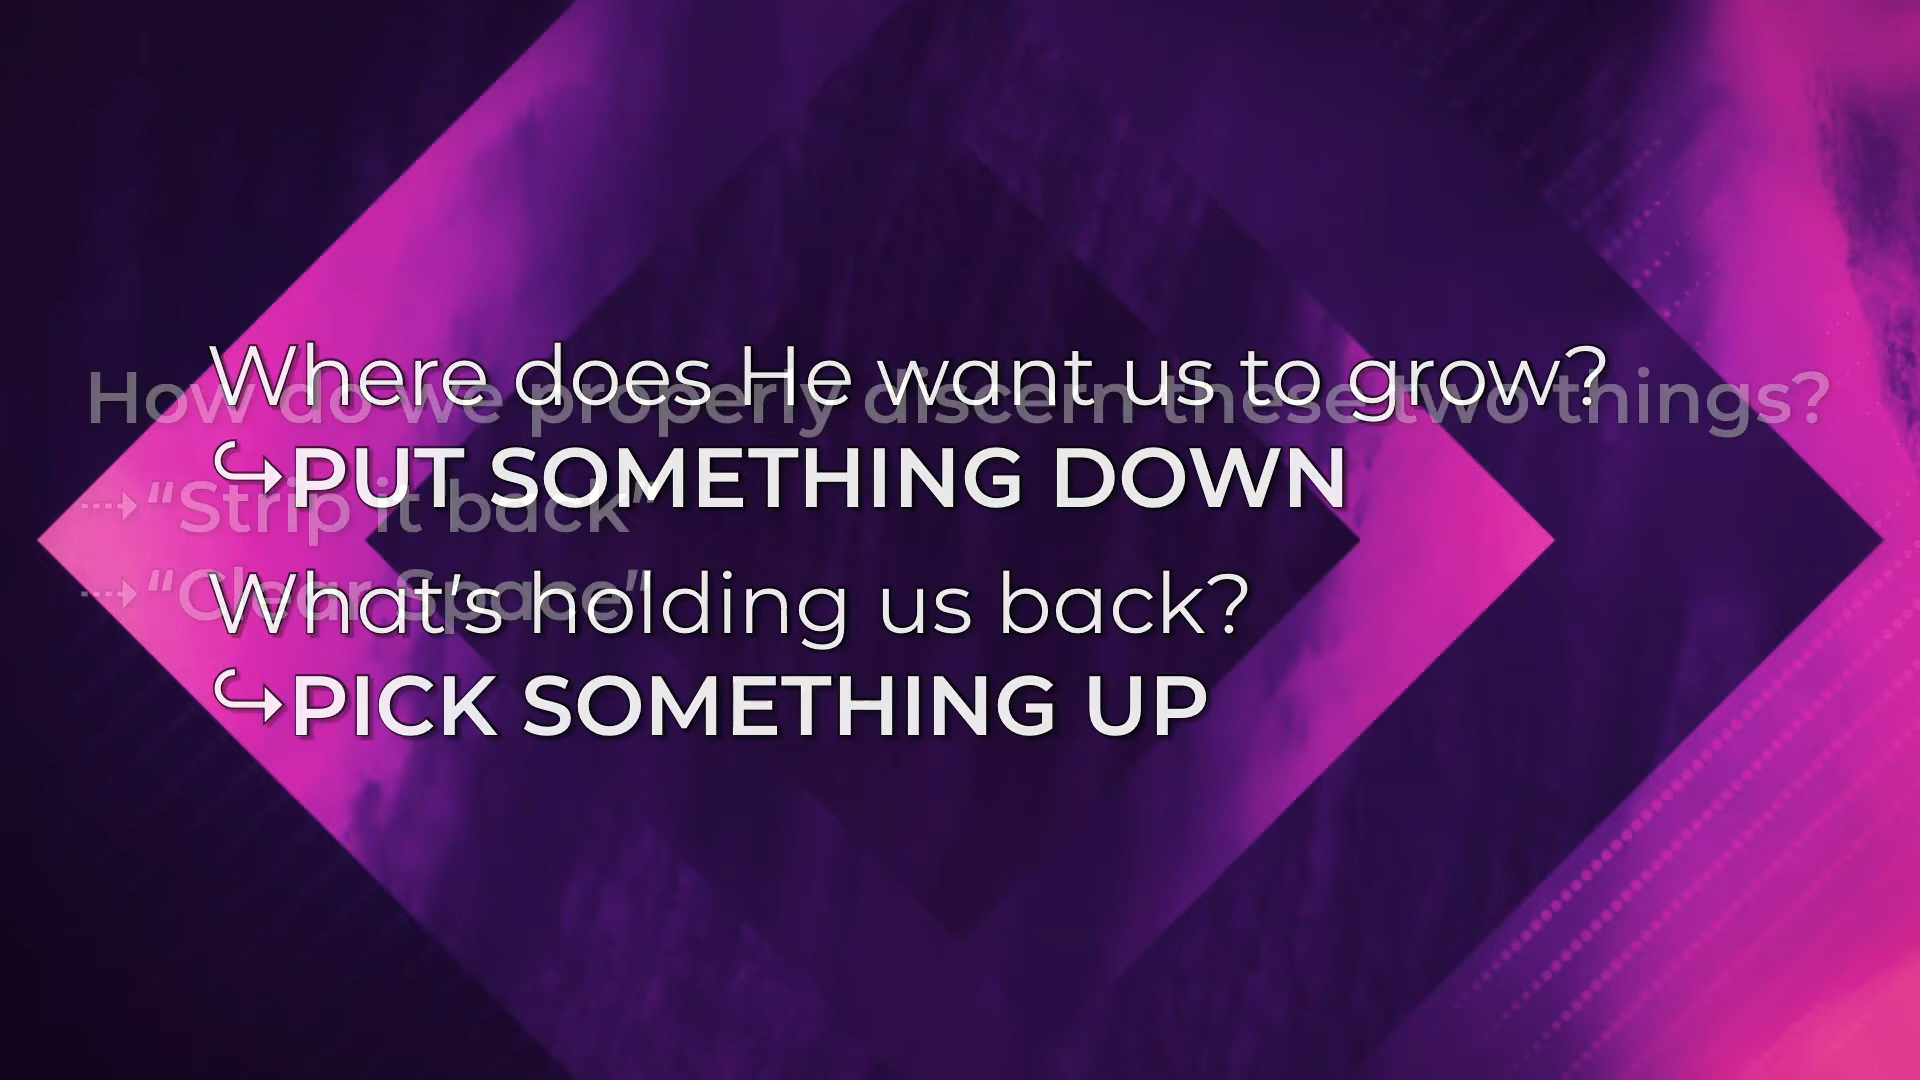 Where does He want us to grow?
↪PUT SOMETHING DOWN
What's holding us back?
↪PICK SOMETHING UP
How do we properly discern these two things?
⇢“Strip it back”
⇢“Clear Space”